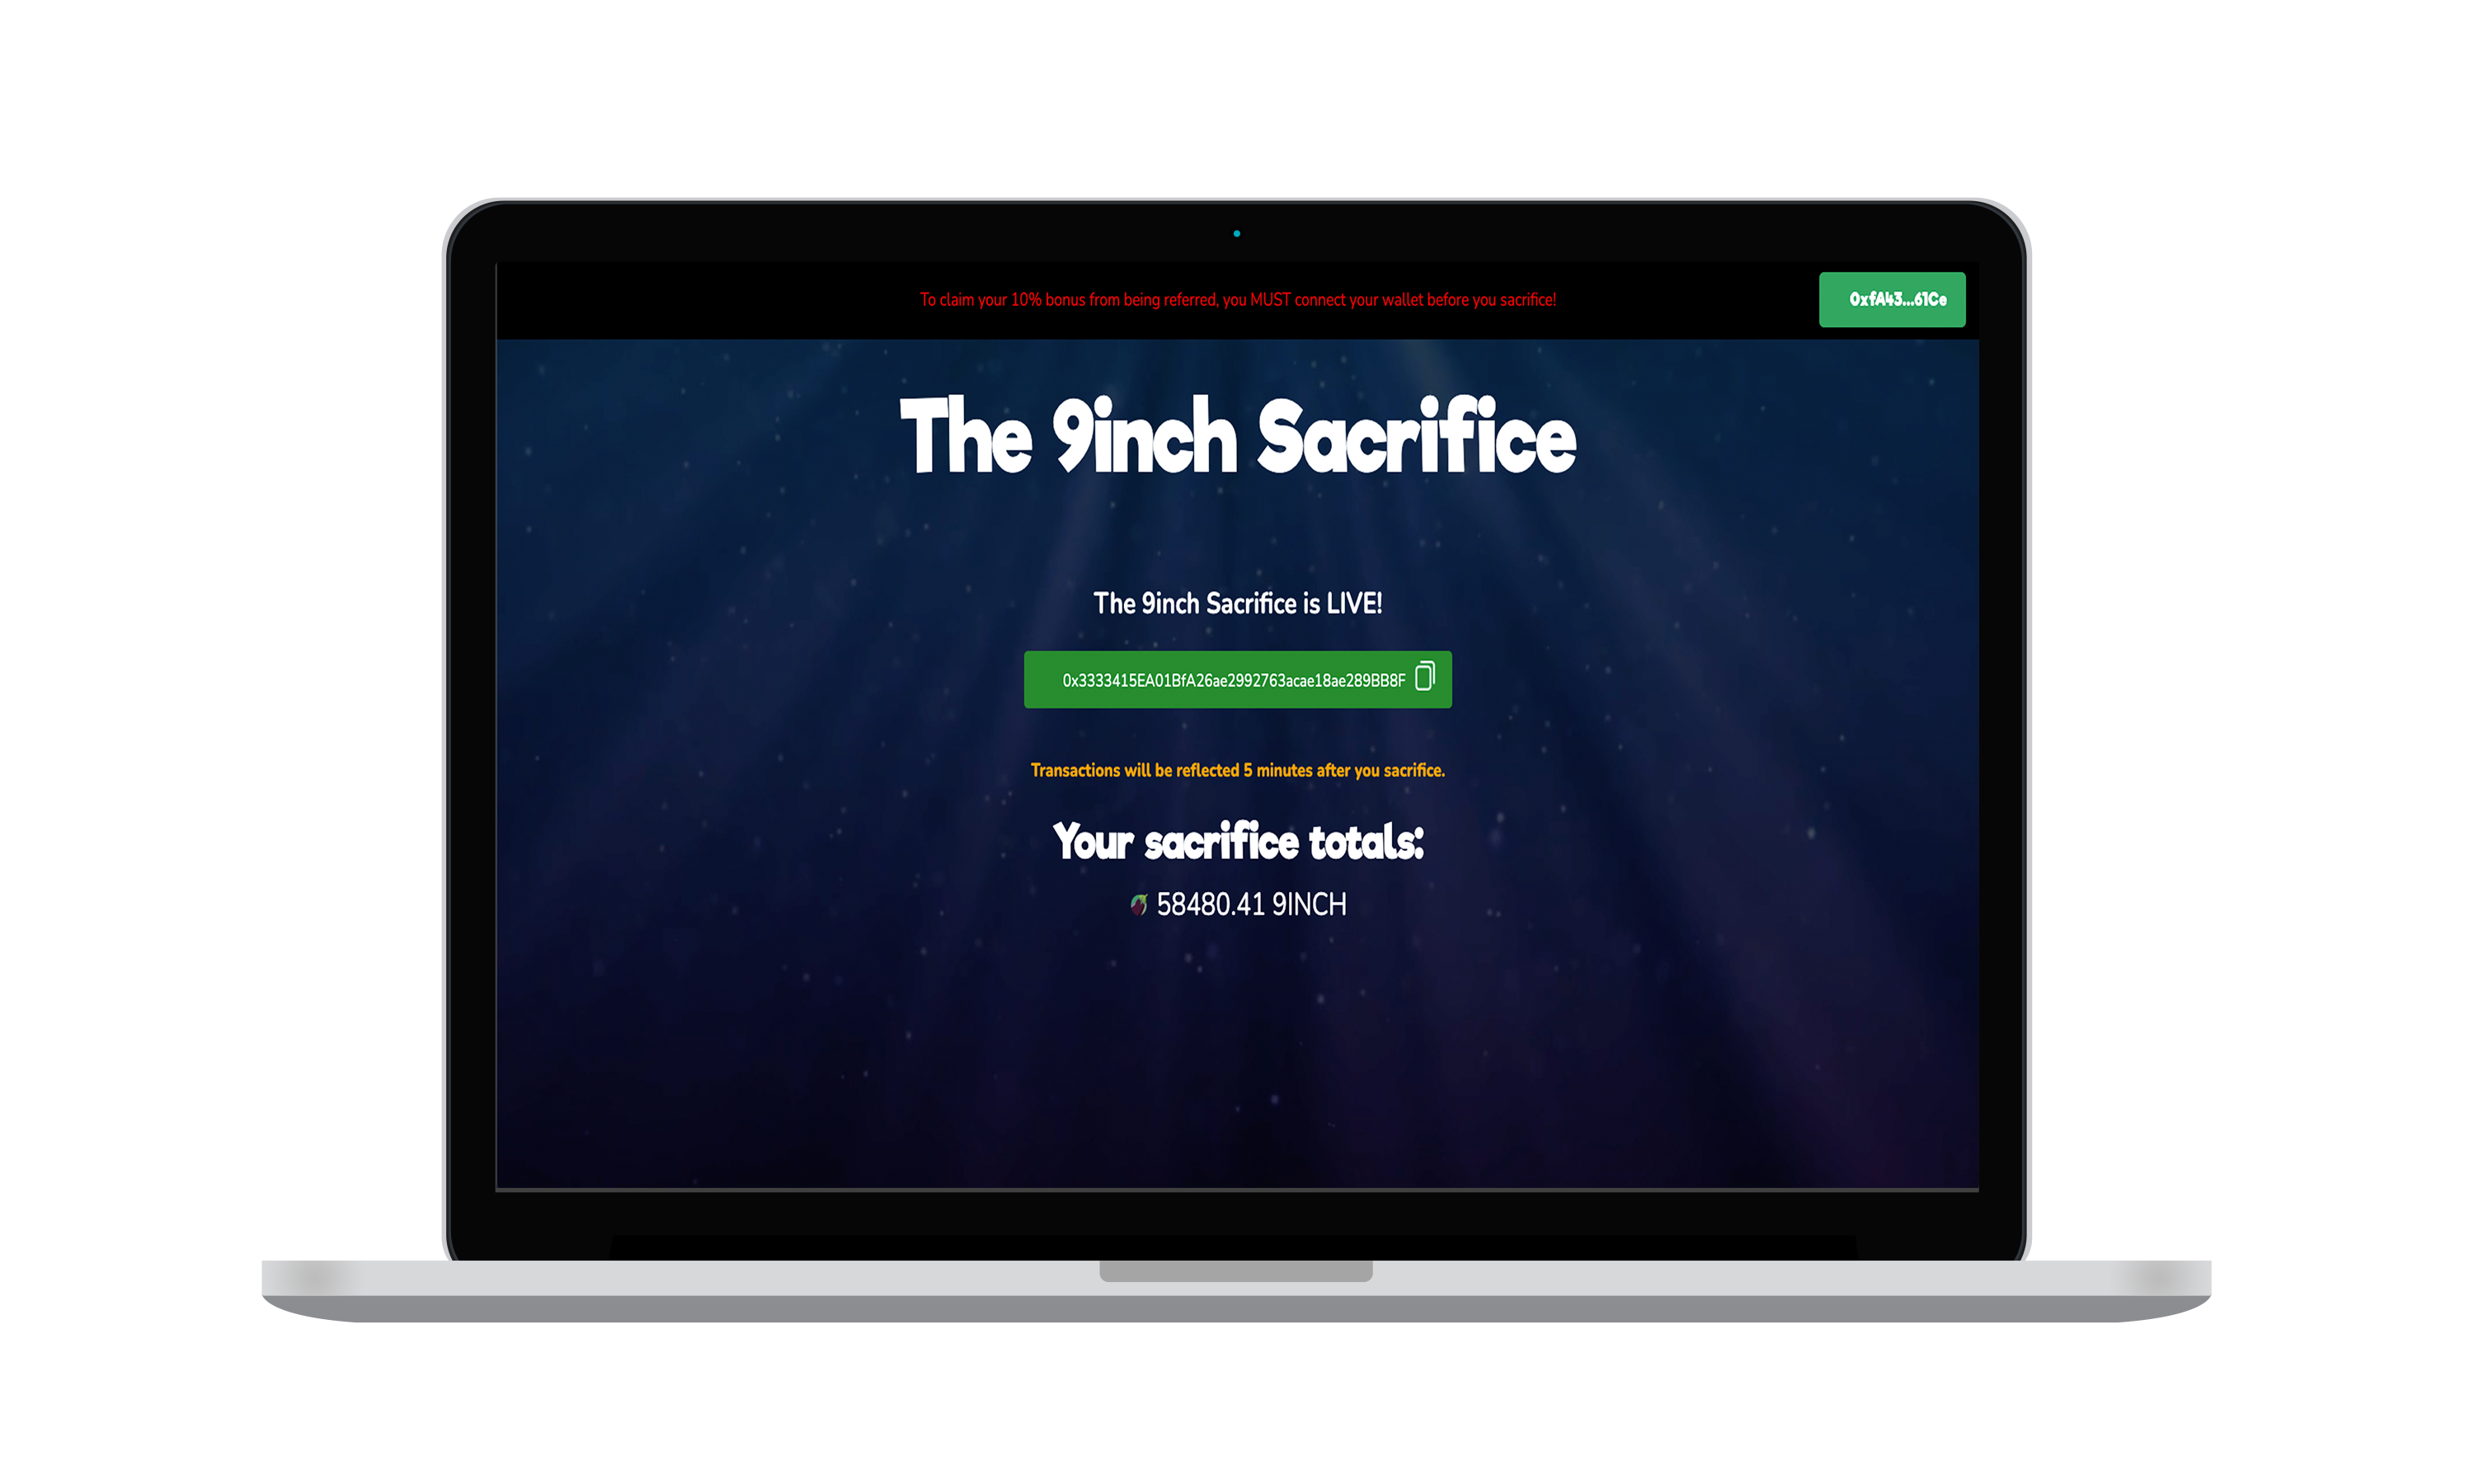 To claim your 10% bonus from being referred, you MUST connect your wallet before you sacrifice!
0xfA43...61Ce
The 9inch Sacrifice
The 9inch Sacrifice is LIVE!
0x3333415EA01BfA26ae2992763acae18ae289BB8F
Transactions will be reflected 5 minutes after you sacrifice.
Your sacrifice totals:
58480.41 9INCH